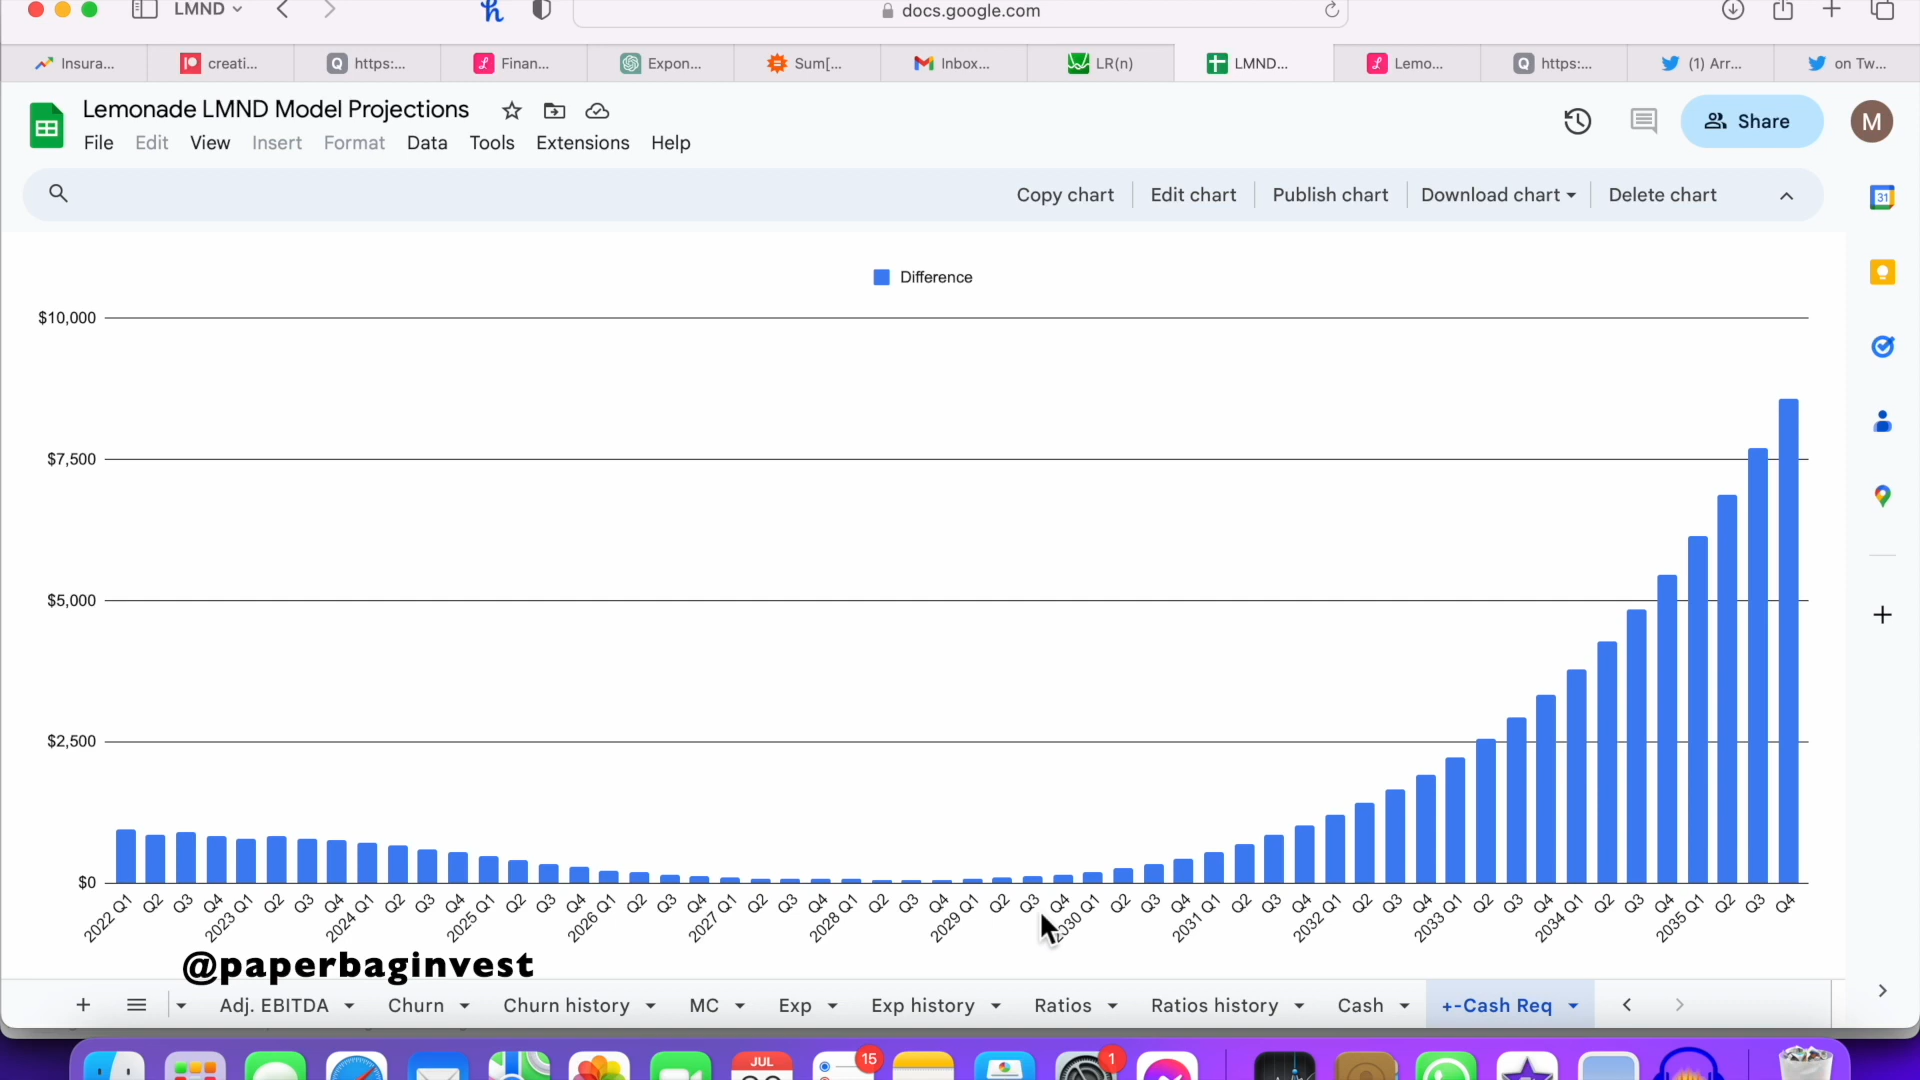 LMND
docs.google.com
Insura...
creati...
https:...
Finan...
Expon...
Sum[...
Inbox...
LR(n)
LMND...
Lemo...
https:...
(1) Arr...
on Tw...
Lemonade LMND Model Projections
File Edit View Insert Format Data Tools Extensions Help
Share
M
Copy chart
Edit chart
Publish chart
Download chart
Delete chart
31
Difference
$10,000
$7,500
$5,000
$2,500
$0
2022 Q1 Q2 Q3 Q4 2023 Q1 Q2 Q3 Q4 2024 Q1 Q2 Q3 Q4 2025 Q1 Q2 Q3 Q4 2026 Q1 Q2 Q3 Q4 2027 Q1 Q2 Q3 Q4 2028 Q1 Q2 Q3 Q4 2029 Q1 Q2 Q3 Q4 2030 Q1 Q2 Q3 Q4 2031 Q1 Q2 Q3 Q4 2032 Q1 Q2 Q3 Q4 2033 Q1 Q2 Q3 Q4 2034 Q1 Q2 Q3 Q4 2035 Q1 Q2 Q3 Q4
@paperbaginvest
Adj. EBITDA
Churn
Churn history
MC
Exp
Exp history
Ratios
Ratios history
Cash
+-Cash Req
JUL
15
1